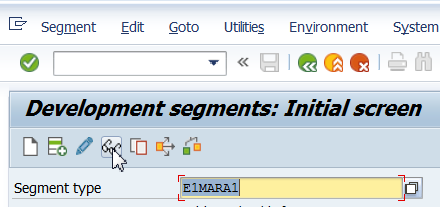 Segment Edit Goto Utilities Environment System
Development segments: Initial screen
Segment type E1MARA1